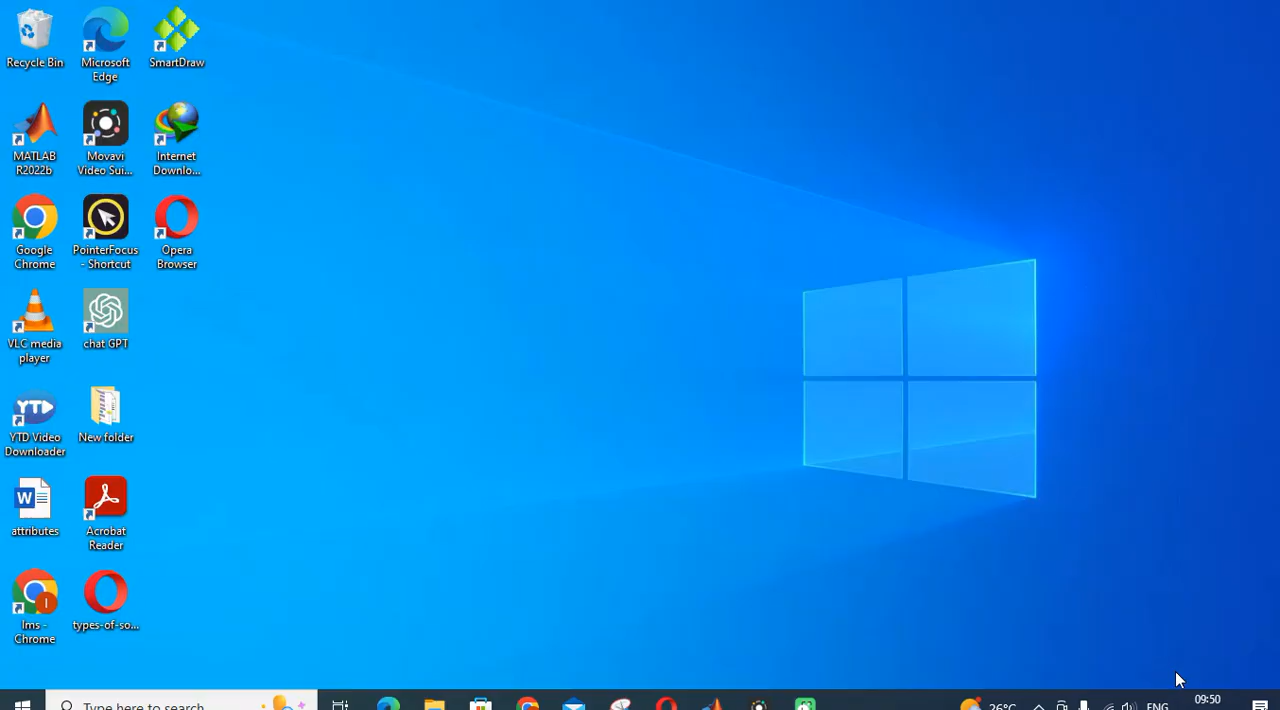 Recycle Bin
Microsoft
Edge
SmartDraw
MATLAB
R2022b
Movavi
Video Sui...
Internet
Downlo...
Google
Chrome
PointerFocus
- Shortcut
Opera
Browser
VLC media
player
chat GPT
YTD
YTD Video
Downloader
New folder
W
attributes
Acrobat
Reader
I
lms -
Chrome
types-of-so...
Type here to search
26°C
ENG
09:50